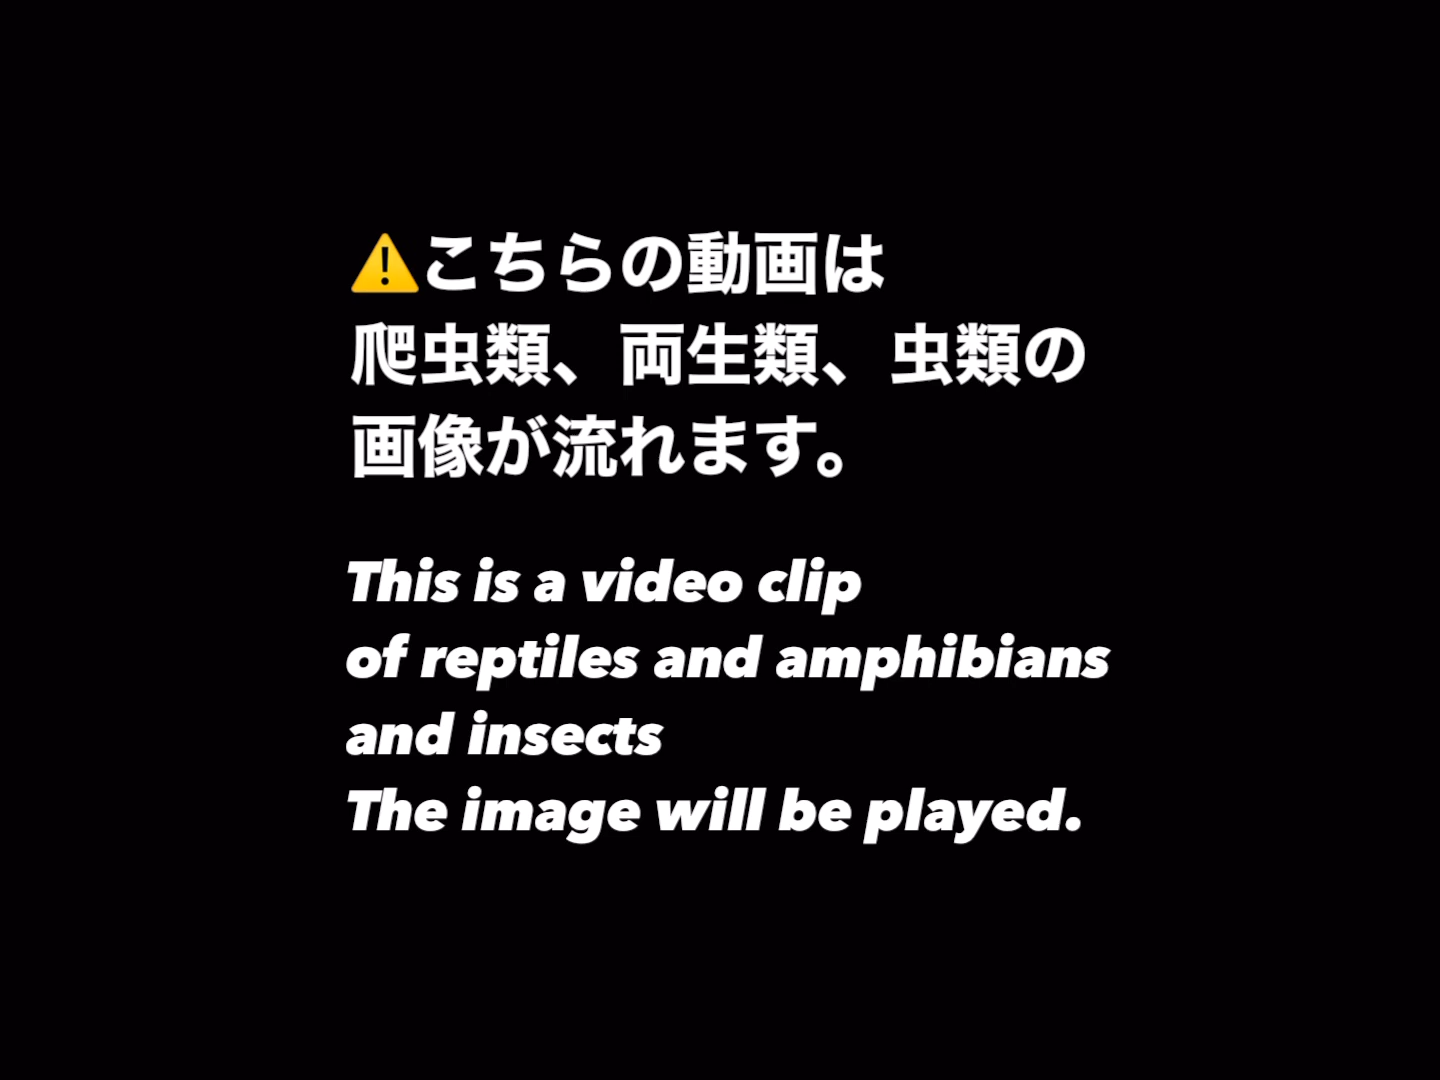 ⚠️こちらの動画は
爬虫類、両生類、虫類の
画像が流れます。
This is a video clip
of reptiles and amphibians
and insects
The image will be played.